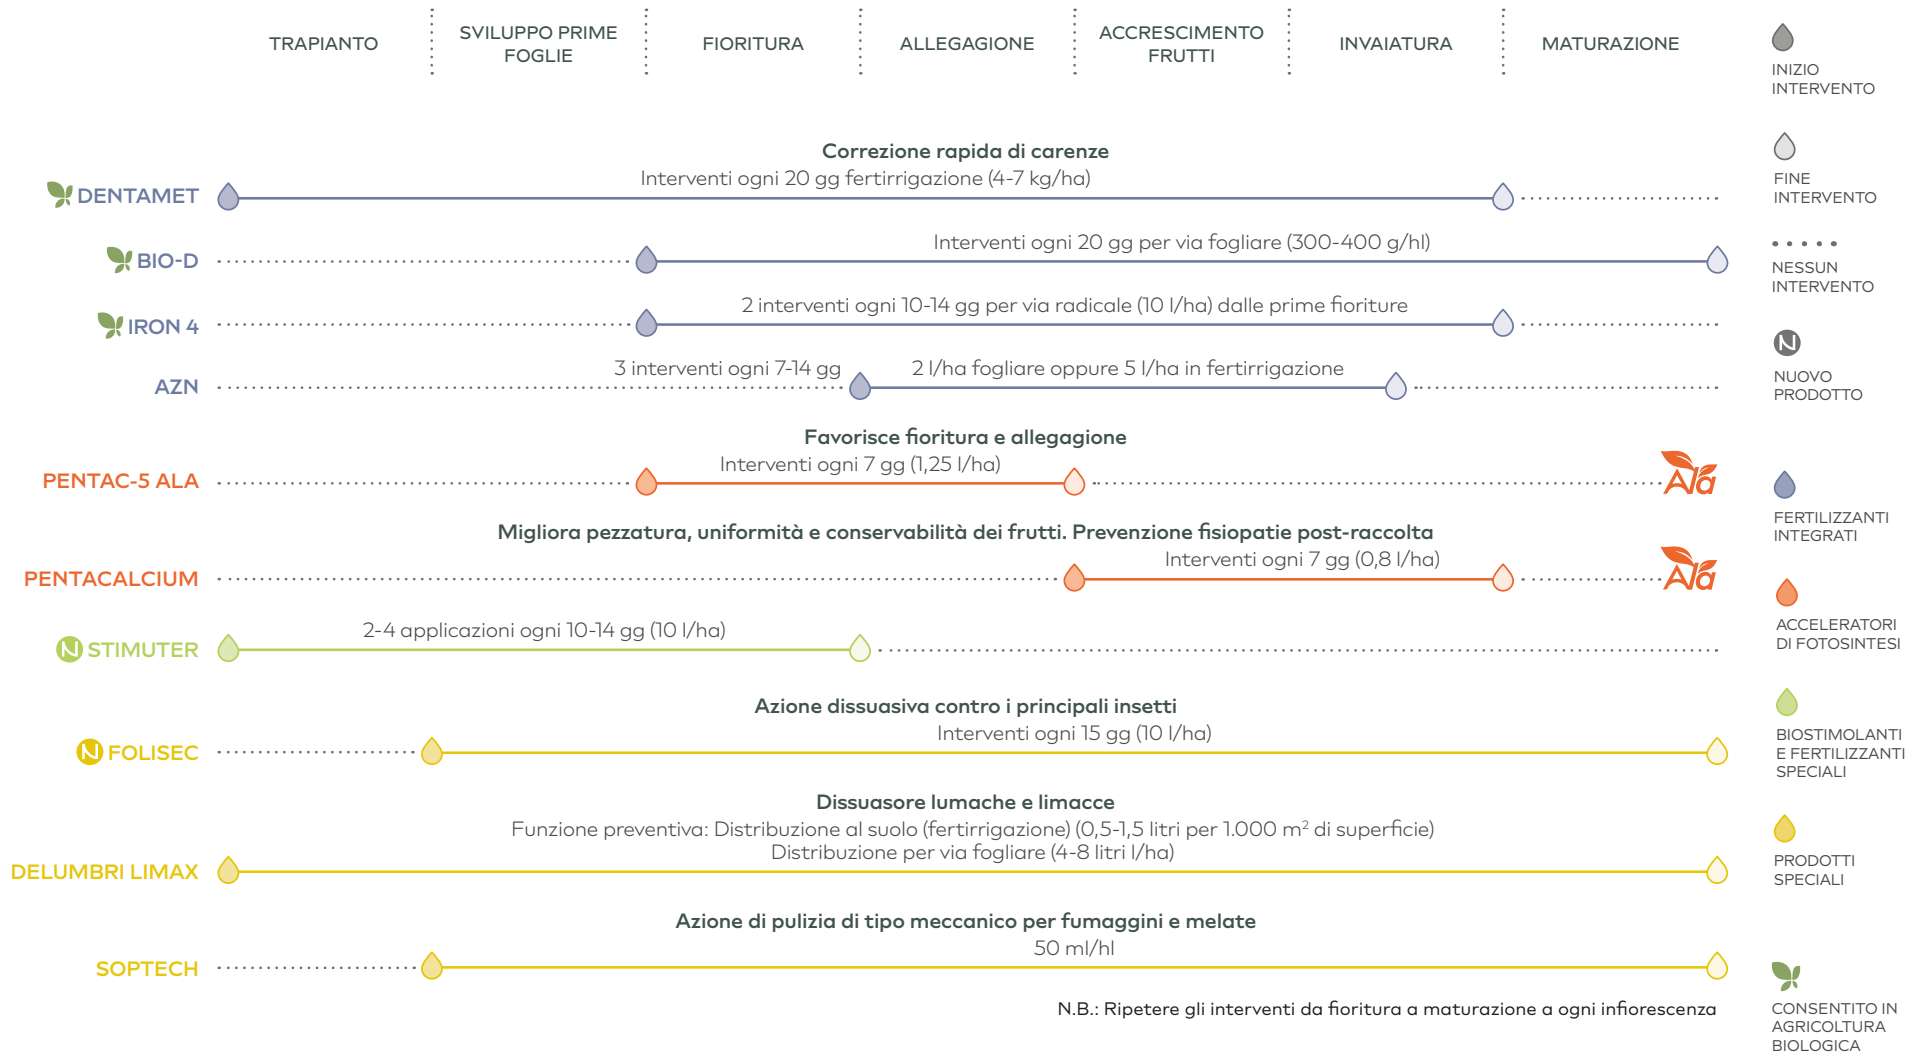 TRAPIANTO
SVILUPPO PRIME
FOGLIE
FIORITURA
ALLEGAGIONE
ACCRESCIMENTO
FRUTTI
INVAIATURA
MATURAZIONE
INIZIO
INTERVENTO
FINE
INTERVENTO
NESSUN
INTERVENTO
N
NUOVO
PRODOTTO
FERTILIZZANTI
INTEGRATI
ACCELERATORI
DI FOTOSINTESI
BIOSTIMOLANTI
E FERTILIZZANTI
SPECIALI
PRODOTTI
SPECIALI
CONSENTITO IN
AGRICOLTURA
BIOLOGICA
Correzione rapida di carenze
Interventi ogni 20 gg fertirrigazione (4-7 kg/ha)
DENTAMET
Interventi ogni 20 gg per via fogliare (300-400 g/hl)
BIO-D
2 interventi ogni 10-14 gg per via radicale (10 l/ha) dalle prime fioriture
IRON 4
3 interventi ogni 7-14 gg 2 l/ha fogliare oppure 5 l/ha in fertirrigazione
AZN
Favorisce fioritura e allegagione
Interventi ogni 7 gg (1,25 l/ha)
PENTAC-5 ALA
Ala
Migliora pezzatura, uniformità e conservabilità dei frutti. Prevenzione fisiopatie post-raccolta
Interventi ogni 7 gg (0,8 l/ha)
PENTACALCIUM
Ala
2-4 applicazioni ogni 10-14 gg (10 l/ha)
N STIMUTER
Azione dissuasiva contro i principali insetti
Interventi ogni 15 gg (10 l/ha)
N FOLISEC
Dissuasore lumache e limacce
Funzione preventiva: Distribuzione al suolo (fertirrigazione) (0,5-1,5 litri per 1.000 m² di superficie)
Distribuzione per via fogliare (4-8 litri l/ha)
DELUMBRI LIMAX
Azione di pulizia di tipo meccanico per fumaggini e melate
50 ml/hl
SOPTECH
N.B.: Ripetere gli interventi da fioritura a maturazione a ogni infiorescenza